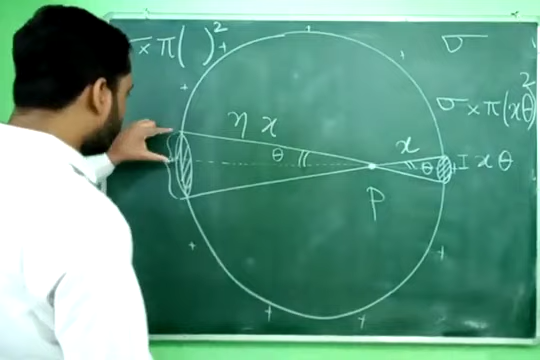 σ × π( )²
σ
σ × π(xθ)²
η x
x
θ
θ
I x θ
P